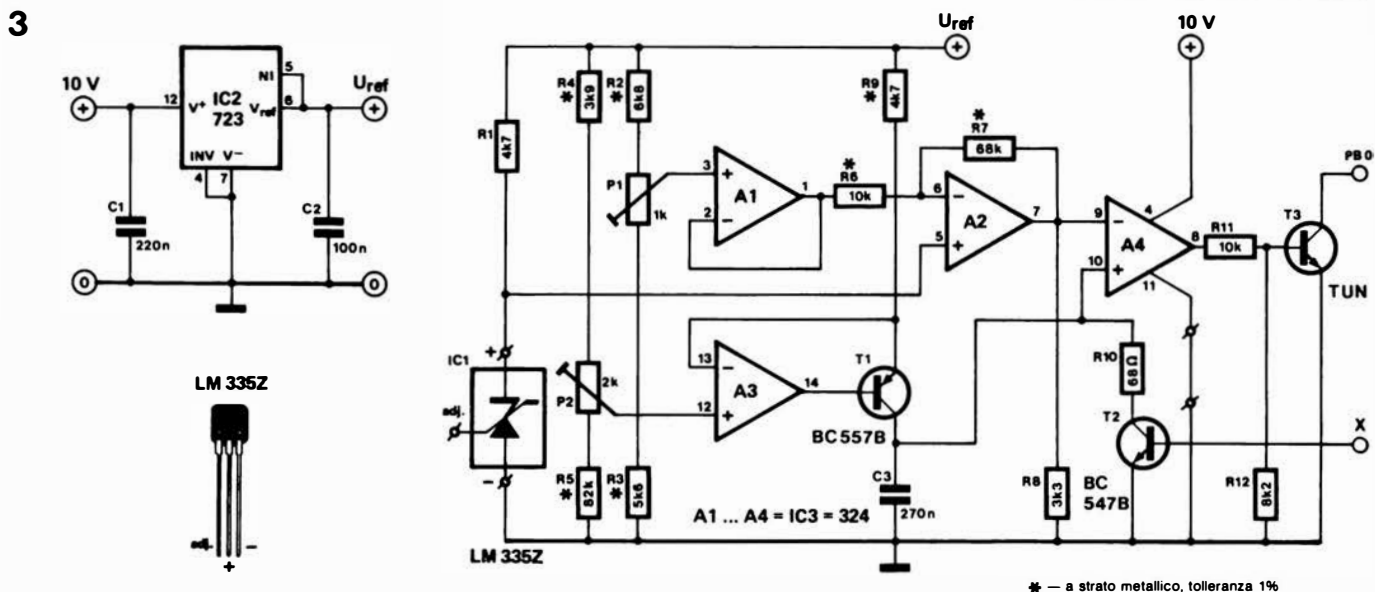 3
10 V
12
V+
IC2
723
NI
5
Vref
6
Uref
INV
V−
4
7
C1
220n
C2
100n
0
0
LM 335Z
adj.
−
+
Uref
10 V
R1
4k7
R4
*
3k9
R2
*
6k8
R9
*
4k7
P1
1k
3
+
2
−
A1
1
*
R6
10k
*
R7
68k
6
−
5
+
A2
7
9
−
10
+
A4
4
8
11
R11
10k
T3
PB0
TUN
IC1
+
adj.
−
2k
P2
13
−
12
+
A3
14
T1
BC557B
R10
68Ω
T2
BC
547B
X
R5
*
82k
R3
*
5k6
C3
270n
R8
3k3
R12
8k2
A1 ... A4 = IC3 = 324
LM 335Z
* — a strato metallico, tolleranza 1%